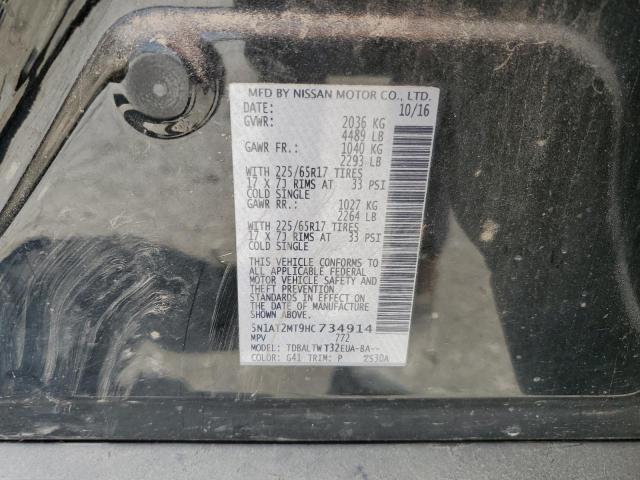 MFD BY NISSAN MOTOR CO., LTD.
DATE: 10/16
GVWR: 2036 KG
4489 LB
GAWR FR.: 1040 KG
2293 LB
WITH 225/65R17 TIRES
17 X 7J RIMS AT 33 PSI
COLD SINGLE
GAWR RR.: 1027 KG
2264 LB
WITH 225/65R17 TIRES
17 X 7J RIMS AT 33 PSI
COLD SINGLE
THIS VEHICLE CONFORMS TO
ALL APPLICABLE FEDERAL
MOTOR VEHICLE SAFETY AND
THEFT PREVENTION
STANDARDS IN EFFECT ON
THE DATE OF MANUFACTURE
SHOWN ABOVE.
5N1AT2MT9HC734914
MPV 772
MODEL: TDBALTWT32EUA-BA--
COLOR: G41 TRIM: P